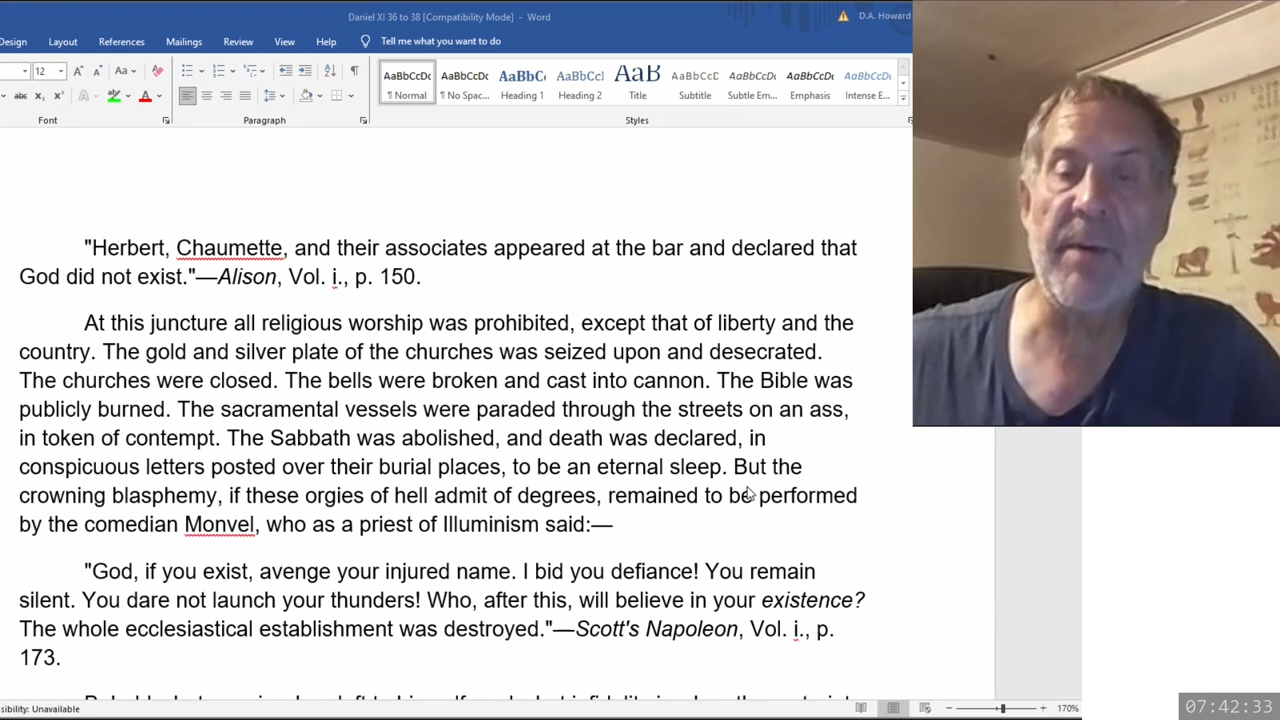 Daniel XI 36 to 38 [Compatibility Mode] - Word
D.A. Howard
Design Layout References Mailings Review View Help Tell me what you want to do
12 Aa
AaBbCcDc AaBbCcDc AaBbC AaBbCcI AaB AaBbCcD AaBbCcDc AaBbCcDc AaBbCcDc
¶ Normal ¶ No Spac... Heading 1 Heading 2 Title Subtitle Subtle Em... Emphasis Intense E...
Font Paragraph Styles
"Herbert, Chaumette, and their associates appeared at the bar and declared that
God did not exist."—Alison, Vol. i., p. 150.
At this juncture all religious worship was prohibited, except that of liberty and the
country. The gold and silver plate of the churches was seized upon and desecrated.
The churches were closed. The bells were broken and cast into cannon. The Bible was
publicly burned. The sacramental vessels were paraded through the streets on an ass,
in token of contempt. The Sabbath was abolished, and death was declared, in
conspicuous letters posted over their burial places, to be an eternal sleep. But the
crowning blasphemy, if these orgies of hell admit of degrees, remained to be performed
by the comedian Monvel, who as a priest of Illuminism said:—
"God, if you exist, avenge your injured name. I bid you defiance! You remain
silent. You dare not launch your thunders! Who, after this, will believe in your existence?
The whole ecclesiastical establishment was destroyed."—Scott's Napoleon, Vol. i., p.
173.
sibility: Unavailable
170%
07:42:33